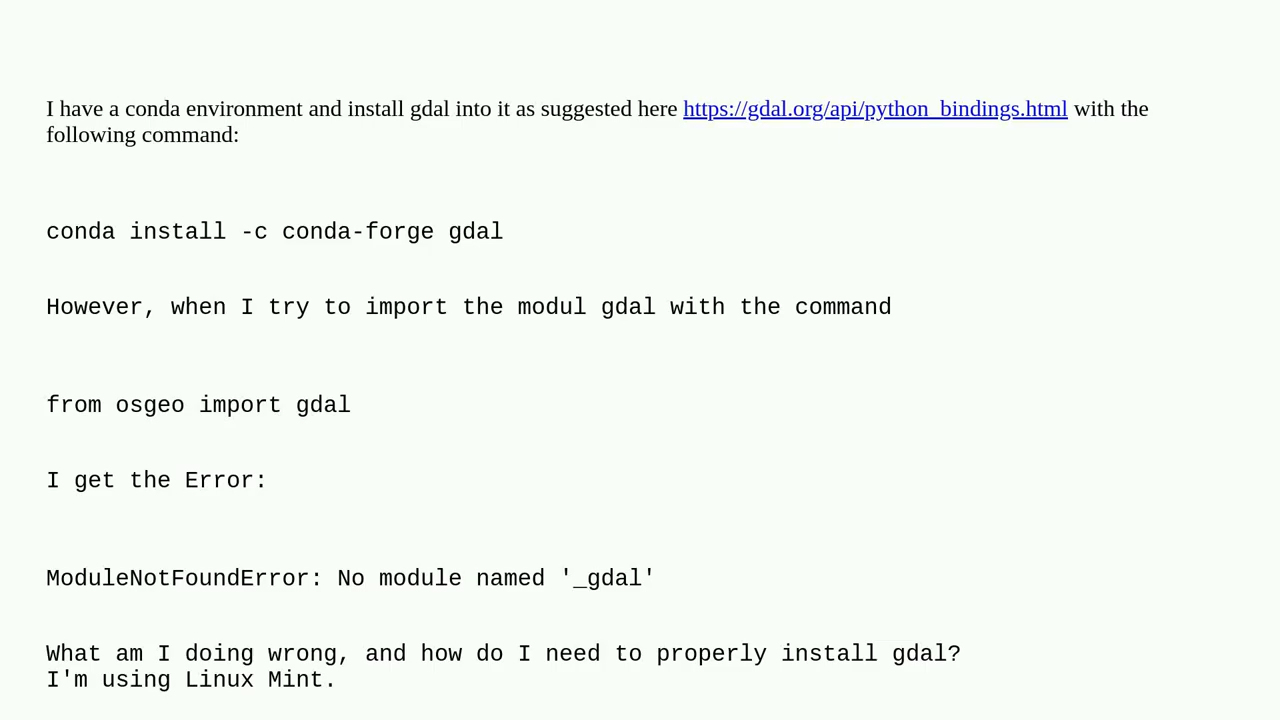 I have a conda environment and install gdal into it as suggested here https://gdal.org/api/python_bindings.html with the
following command:
conda install -c conda-forge gdal
However, when I try to import the modul gdal with the command
from osgeo import gdal
I get the Error:
ModuleNotFoundError: No module named '_gdal'
What am I doing wrong, and how do I need to properly install gdal?
I'm using Linux Mint.